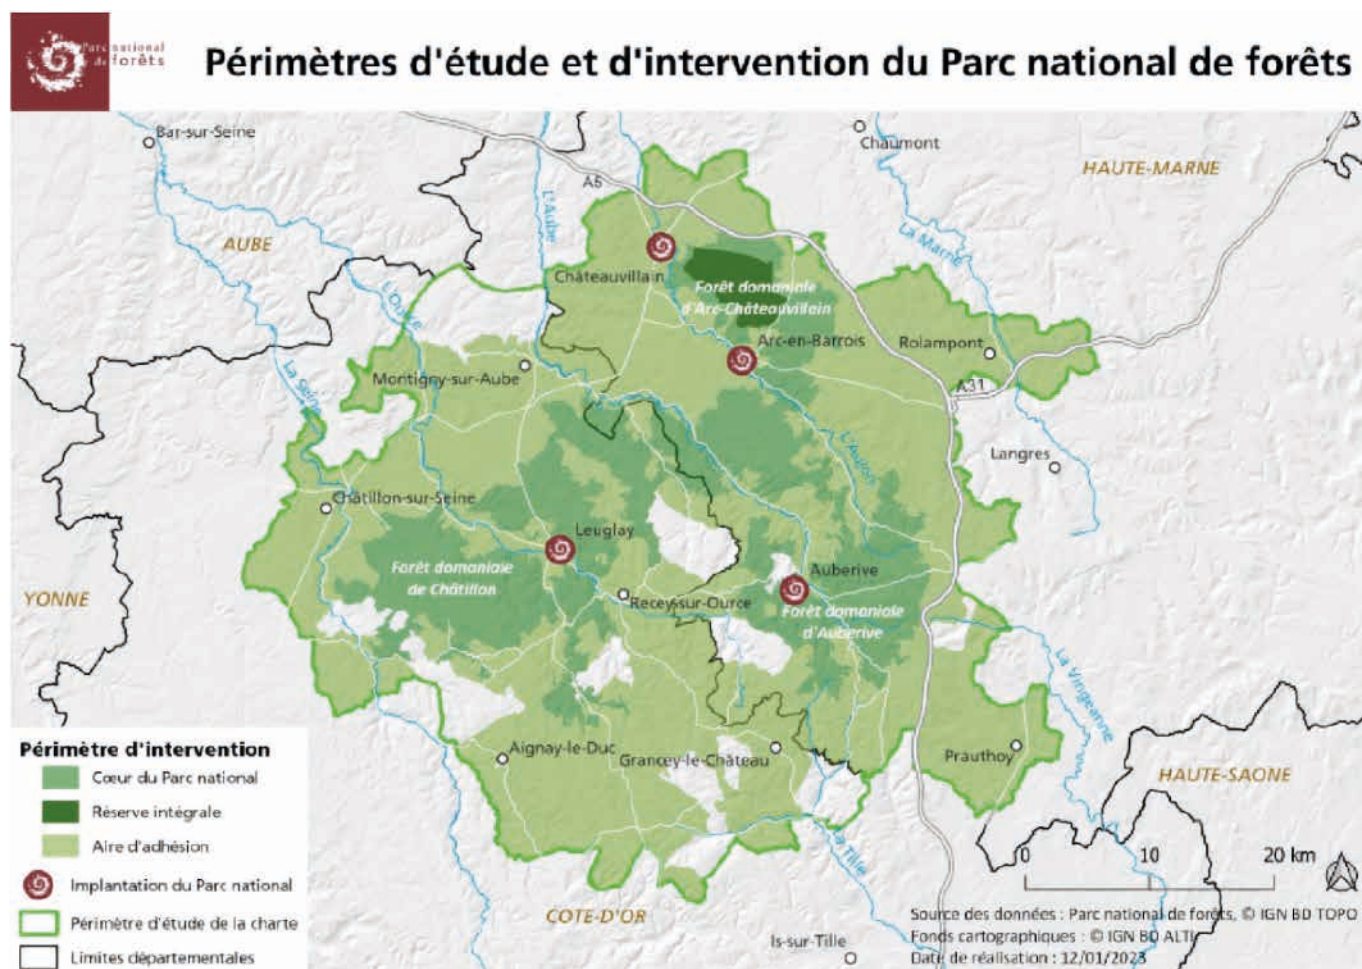 Parc national
de forêts
Périmètres d'étude et d'intervention du Parc national de forêts
Bar-sur-Seine
Chaumont
HAUTE-MARNE
A5
L'Aube
AUBE
La Marne
Châteauvillain
Forêt domaniale
d'Arc-Châteauvillain
L'Ource
Arc-en-Barrois
Rolampont
Montigny-sur-Aube
La Seine
A31
L'Aujon
Langres
Châtillon-sur-Seine
Leuglay
Forêt domaniale
de Châtillon
Auberive
YONNE
Recey-sur-Ource
Forêt domaniale
d'Auberive
La Vingeanne
Aignay-le-Duc
Grancey-le-Château
Prauthoy
HAUTE-SAONE
La Tille
COTE-D'OR
Is-sur-Tille
Périmètre d'intervention
Cœur du Parc national
Réserve intégrale
Aire d'adhésion
Implantation du Parc national
Périmètre d'étude de la charte
Limites départementales
0 10 20 km
Source des données : Parc national de forêts, © IGN BD TOPO
Fonds cartographiques : © IGN BD ALTI
Date de réalisation : 12/01/2023